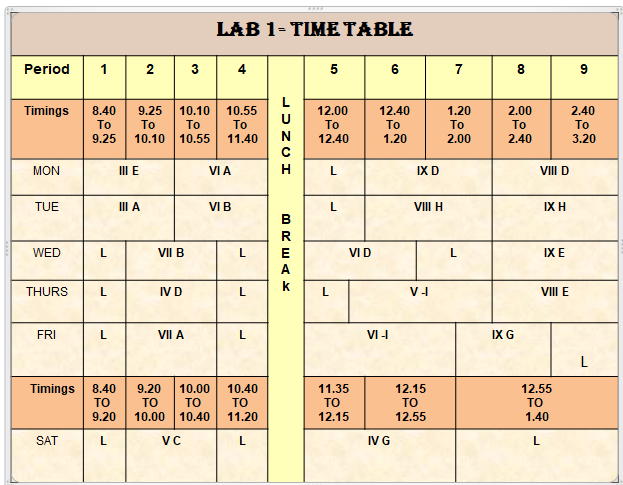 LAB 1- TIME TABLE
Period 1 2 3 4 5 6 7 8 9
LUNCH BREAk
Timings 8.40 To 9.25 9.25 To 10.10 10.10 To 10.55 10.55 To 11.40 12.00 To 12.40 12.40 To 1.20 1.20 To 2.00 2.00 To 2.40 2.40 To 3.20
MON III E VI A L IX D VIII D
TUE III A VI B L VIII H IX H
WED L VII B L VI D L IX E
THURS L IV D L L V -I VIII E
FRI L VII A L VI -I IX G L
Timings 8.40 TO 9.20 9.20 TO 10.00 10.00 TO 10.40 10.40 TO 11.20 11.35 TO 12.15 12.15 TO 12.55 12.55 TO 1.40
SAT L V C L IV G L